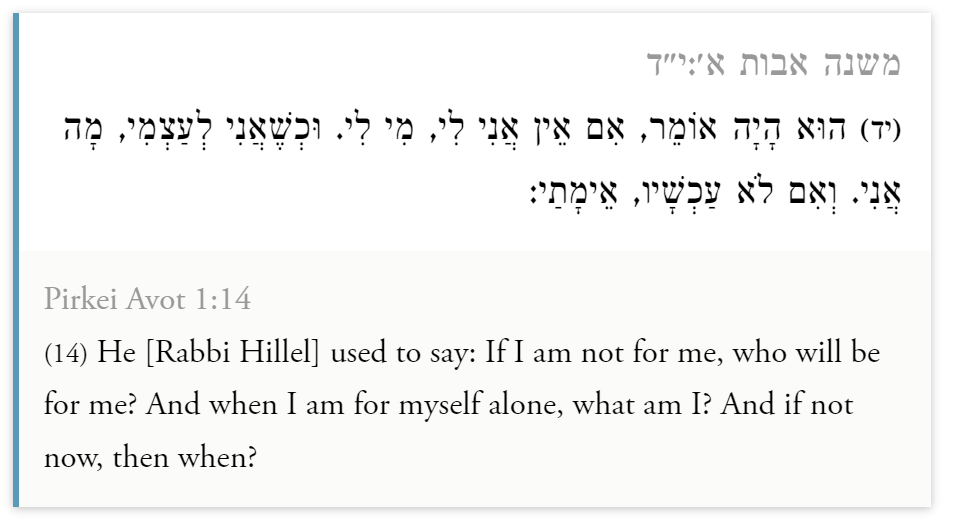 משנה אבות א׳:י״ד
(יד) הוּא הָיָה אוֹמֵר, אִם אֵין אֲנִי לִי, מִי לִי. וּכְשֶׁאֲנִי לְעַצְמִי, מָה
אֲנִי. וְאִם לֹא עַכְשָׁיו, אֵימָתַי:
Pirkei Avot 1:14
(14) He [Rabbi Hillel] used to say: If I am not for me, who will be
for me? And when I am for myself alone, what am I? And if not
now, then when?